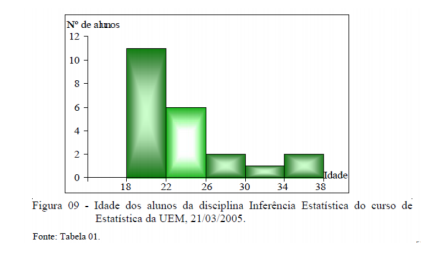 Nº de alunos
12
10
8
6
4
2
0
18 22 26 30 34 38
Idade
Figura 09 - Idade dos alunos da disciplina Inferência Estatística do curso de
Estatística da UEM, 21/03/2005.
Fonte: Tabela 01.